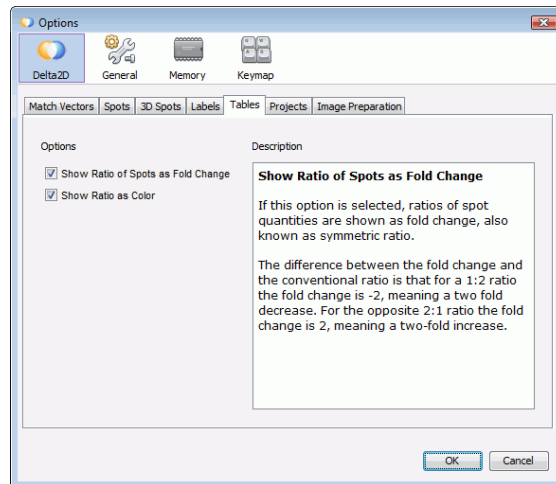 Options
Delta2D General Memory Keymap
Match Vectors Spots 3D Spots Labels Tables Projects Image Preparation
Options
Show Ratio of Spots as Fold Change
Show Ratio as Color
Description
Show Ratio of Spots as Fold Change
If this option is selected, ratios of spot
quantities are shown as fold change, also
known as symmetric ratio.
The difference between the fold change and
the conventional ratio is that for a 1:2 ratio
the fold change is -2, meaning a two fold
decrease. For the opposite 2:1 ratio the fold
change is 2, meaning a two-fold increase.
OK Cancel